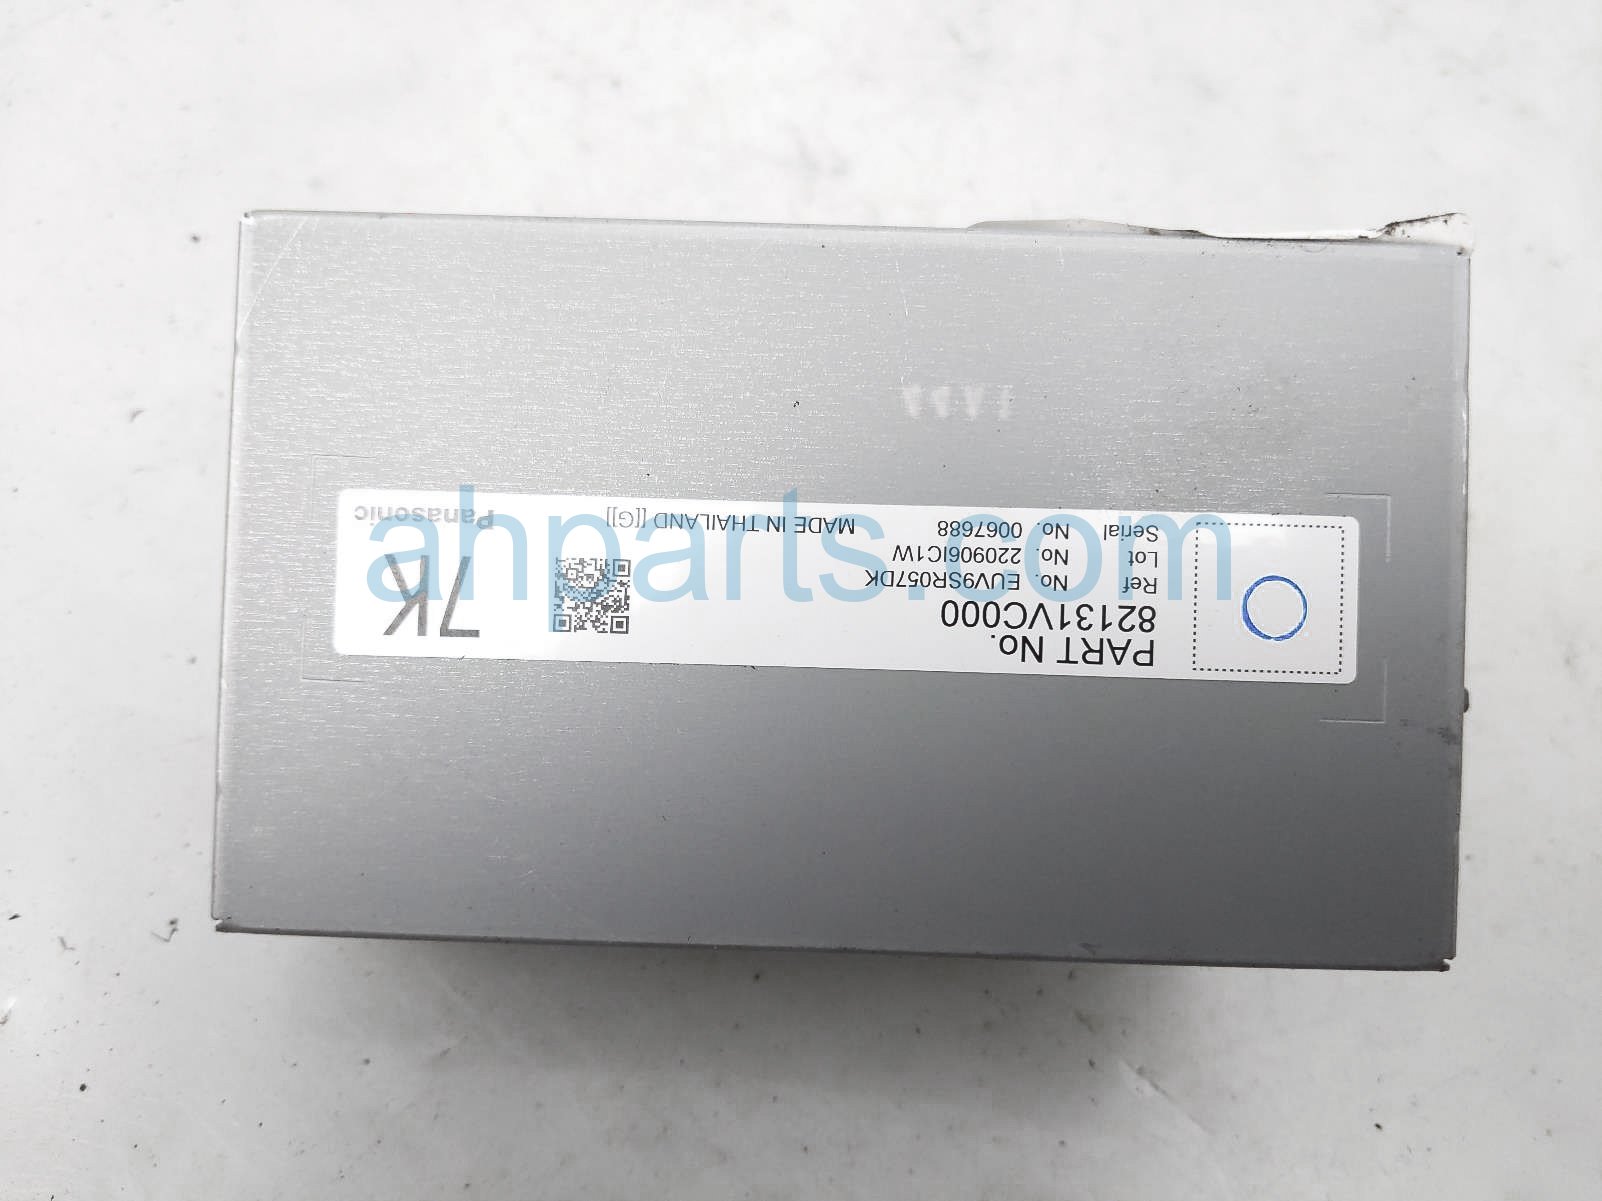 PART No.
82131VC000
Ref No. EUV9SR057DK
Lot No. 220906IC1W
Serial No. 0067688
MADE IN THAILAND [[G]]
7K
Panasonic
ahparts.com